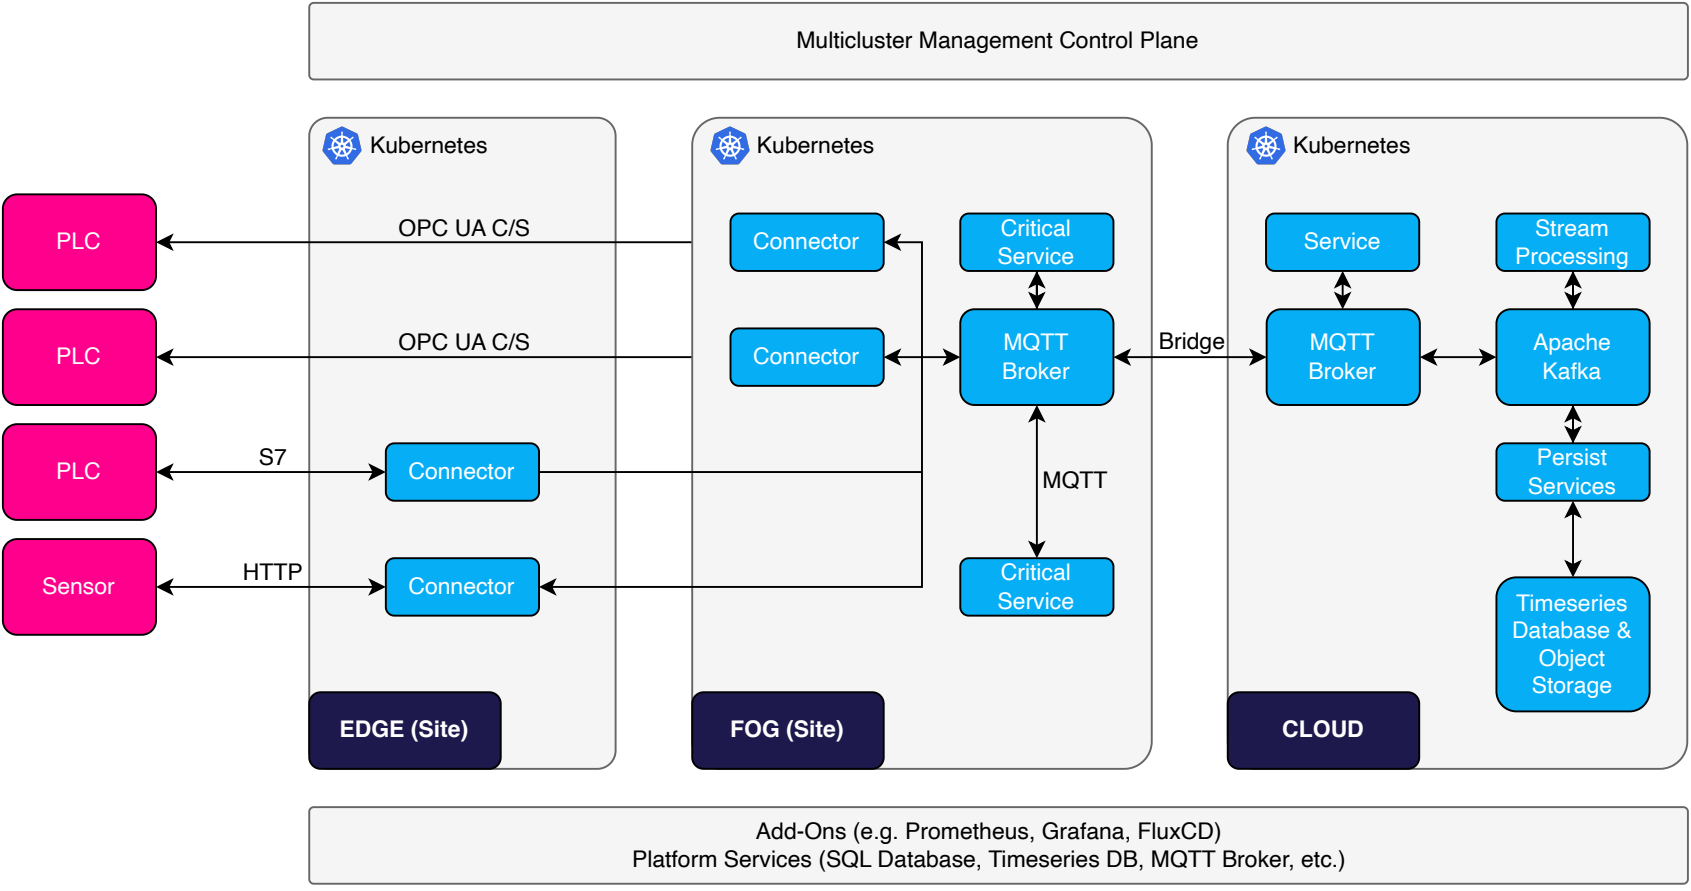 Multicluster Management Control Plane
Kubernetes
Kubernetes
Kubernetes
PLC
OPC UA C/S
Connector
Critical
Service
Service
Stream
Processing
PLC
OPC UA C/S
Connector
MQTT
Broker
Bridge
MQTT
Broker
Apache
Kafka
PLC
S7
Connector
MQTT
Persist
Services
Sensor
HTTP
Connector
Critical
Service
Timeseries
Database &
Object
Storage
EDGE (Site)
FOG (Site)
CLOUD
Add-Ons (e.g. Prometheus, Grafana, FluxCD)
Platform Services (SQL Database, Timeseries DB, MQTT Broker, etc.)